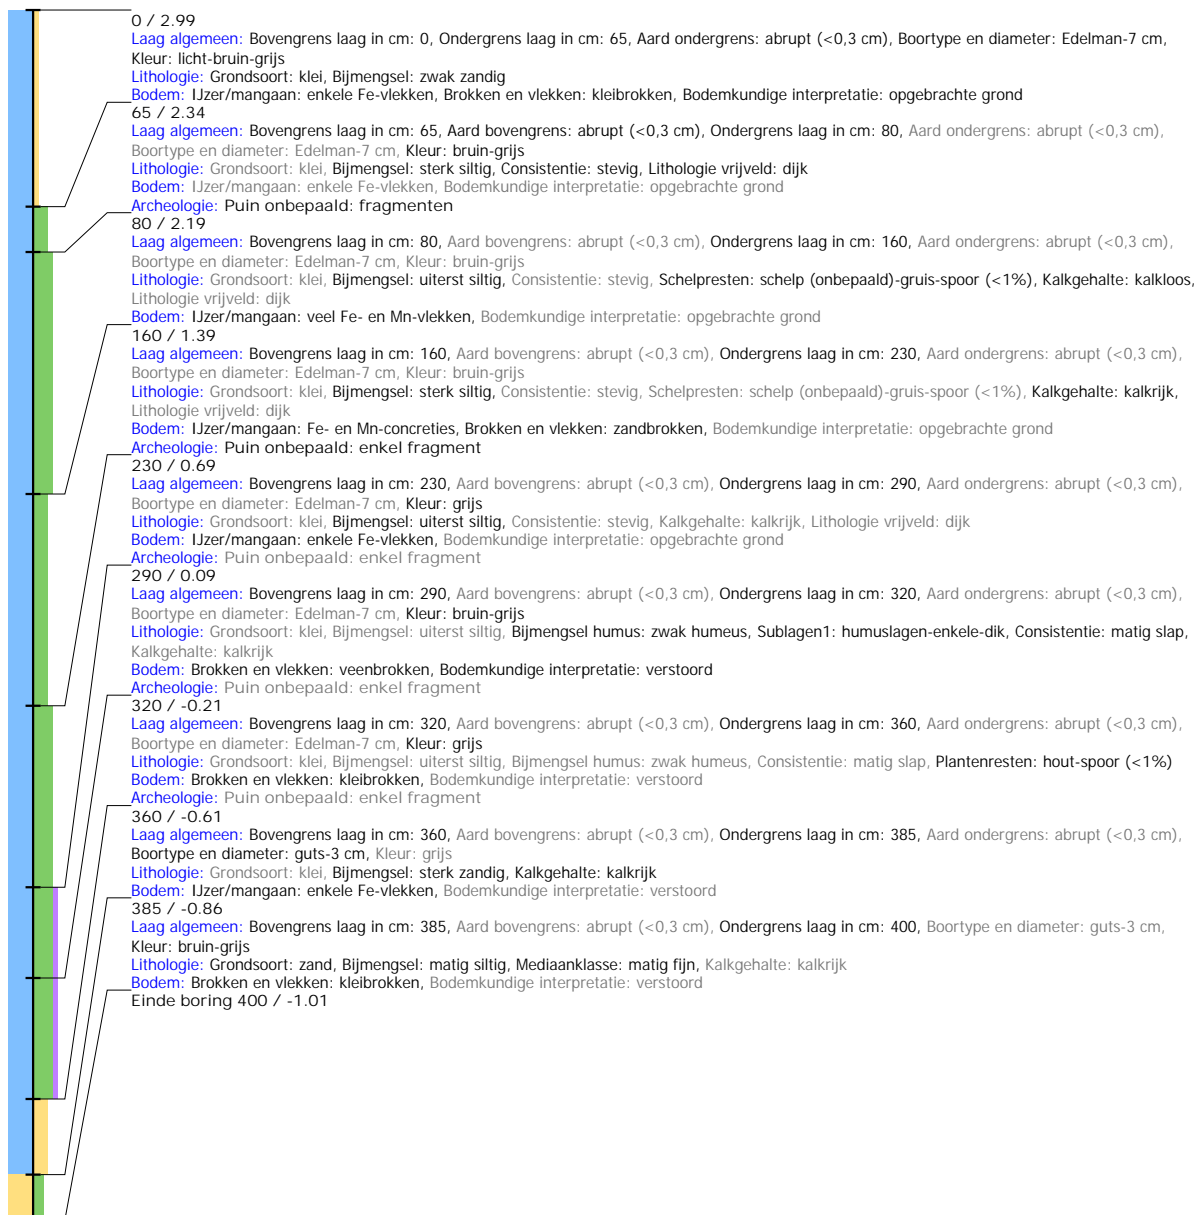 0 / 2.99
Laag algemeen: Bovengrens laag in cm: 0, Ondergrens laag in cm: 65, Aard ondergrens: abrupt (<0,3 cm), Boortype en diameter: Edelman-7 cm,
Kleur: licht-bruin-grijs
Lithologie: Grondsoort: klei, Bijmengsel: zwak zandig
Bodem: IJzer/mangaan: enkele Fe-vlekken, Brokken en vlekken: kleibrokken, Bodemkundige interpretatie: opgebrachte grond
65 / 2.34
Laag algemeen: Bovengrens laag in cm: 65, Aard bovengrens: abrupt (<0,3 cm), Ondergrens laag in cm: 80, Aard ondergrens: abrupt (<0,3 cm),
Boortype en diameter: Edelman-7 cm, Kleur: bruin-grijs
Lithologie: Grondsoort: klei, Bijmengsel: sterk siltig, Consistentie: stevig, Lithologie vrijveld: dijk
Bodem: IJzer/mangaan: enkele Fe-vlekken, Bodemkundige interpretatie: opgebrachte grond
Archeologie: Puin onbepaald: fragmenten
80 / 2.19
Laag algemeen: Bovengrens laag in cm: 80, Aard bovengrens: abrupt (<0,3 cm), Ondergrens laag in cm: 160, Aard ondergrens: abrupt (<0,3 cm),
Boortype en diameter: Edelman-7 cm, Kleur: bruin-grijs
Lithologie: Grondsoort: klei, Bijmengsel: uiterst siltig, Consistentie: stevig, Schelpresten: schelp (onbepaald)-gruis-spoor (<1%), Kalkgehalte: kalkloos,
Lithologie vrijveld: dijk
Bodem: IJzer/mangaan: veel Fe- en Mn-vlekken, Bodemkundige interpretatie: opgebrachte grond
160 / 1.39
Laag algemeen: Bovengrens laag in cm: 160, Aard bovengrens: abrupt (<0,3 cm), Ondergrens laag in cm: 230, Aard ondergrens: abrupt (<0,3 cm),
Boortype en diameter: Edelman-7 cm, Kleur: bruin-grijs
Lithologie: Grondsoort: klei, Bijmengsel: sterk siltig, Consistentie: stevig, Schelpresten: schelp (onbepaald)-gruis-spoor (<1%), Kalkgehalte: kalkrijk,
Lithologie vrijveld: dijk
Bodem: IJzer/mangaan: Fe- en Mn-concreties, Brokken en vlekken: zandbrokken, Bodemkundige interpretatie: opgebrachte grond
Archeologie: Puin onbepaald: enkel fragment
230 / 0.69
Laag algemeen: Bovengrens laag in cm: 230, Aard bovengrens: abrupt (<0,3 cm), Ondergrens laag in cm: 290, Aard ondergrens: abrupt (<0,3 cm),
Boortype en diameter: Edelman-7 cm, Kleur: grijs
Lithologie: Grondsoort: klei, Bijmengsel: uiterst siltig, Consistentie: stevig, Kalkgehalte: kalkrijk, Lithologie vrijveld: dijk
Bodem: IJzer/mangaan: enkele Fe-vlekken, Bodemkundige interpretatie: opgebrachte grond
Archeologie: Puin onbepaald: enkel fragment
290 / 0.09
Laag algemeen: Bovengrens laag in cm: 290, Aard bovengrens: abrupt (<0,3 cm), Ondergrens laag in cm: 320, Aard ondergrens: abrupt (<0,3 cm),
Boortype en diameter: Edelman-7 cm, Kleur: bruin-grijs
Lithologie: Grondsoort: klei, Bijmengsel: uiterst siltig, Bijmengsel humus: zwak humeus, Sublagen1: humuslagen-enkele-dik, Consistentie: matig slap,
Kalkgehalte: kalkrijk
Bodem: Brokken en vlekken: veenbrokken, Bodemkundige interpretatie: verstoord
Archeologie: Puin onbepaald: enkel fragment
320 / -0.21
Laag algemeen: Bovengrens laag in cm: 320, Aard bovengrens: abrupt (<0,3 cm), Ondergrens laag in cm: 360, Aard ondergrens: abrupt (<0,3 cm),
Boortype en diameter: Edelman-7 cm, Kleur: grijs
Lithologie: Grondsoort: klei, Bijmengsel: uiterst siltig, Bijmengsel humus: zwak humeus, Consistentie: matig slap, Plantenresten: hout-spoor (<1%)
Bodem: Brokken en vlekken: kleibrokken, Bodemkundige interpretatie: verstoord
Archeologie: Puin onbepaald: enkel fragment
360 / -0.61
Laag algemeen: Bovengrens laag in cm: 360, Aard bovengrens: abrupt (<0,3 cm), Ondergrens laag in cm: 385, Aard ondergrens: abrupt (<0,3 cm),
Boortype en diameter: guts-3 cm, Kleur: grijs
Lithologie: Grondsoort: klei, Bijmengsel: sterk zandig, Kalkgehalte: kalkrijk
Bodem: IJzer/mangaan: enkele Fe-vlekken, Bodemkundige interpretatie: verstoord
385 / -0.86
Laag algemeen: Bovengrens laag in cm: 385, Aard bovengrens: abrupt (<0,3 cm), Ondergrens laag in cm: 400, Boortype en diameter: guts-3 cm,
Kleur: bruin-grijs
Lithologie: Grondsoort: zand, Bijmengsel: matig siltig, Mediaanklasse: matig fijn, Kalkgehalte: kalkrijk
Bodem: Brokken en vlekken: kleibrokken, Bodemkundige interpretatie: verstoord
Einde boring 400 / -1.01